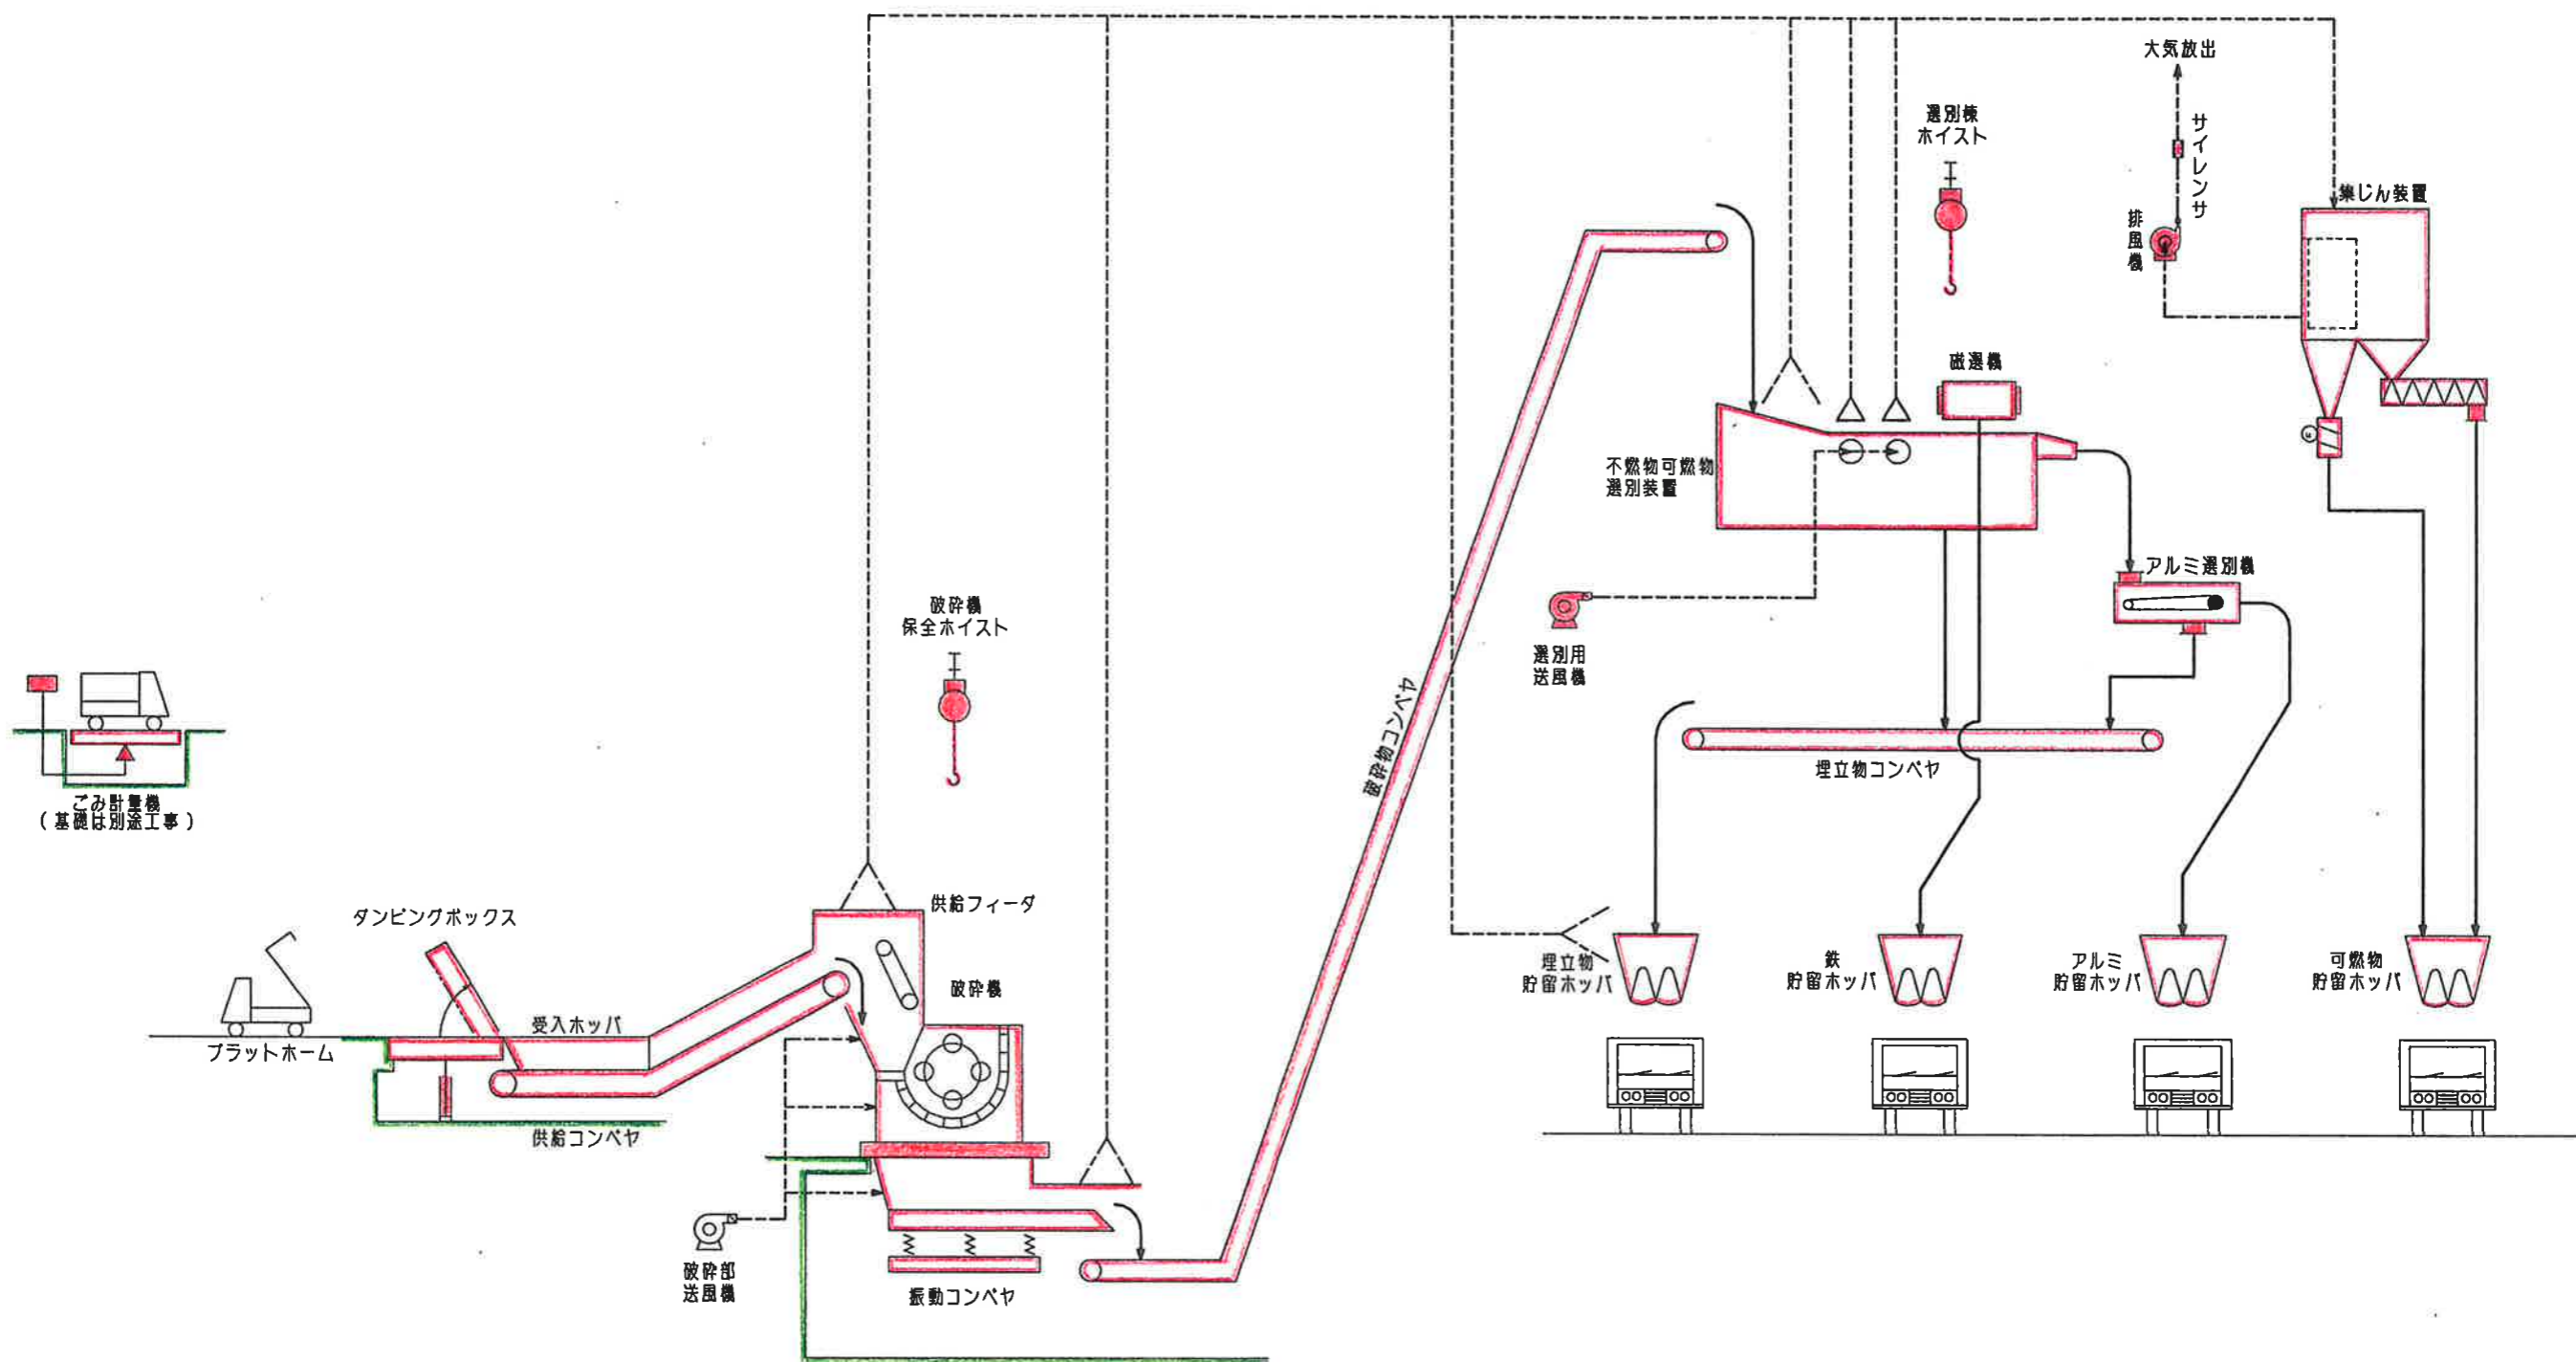 大気放出
サイレンサ
排風機
集じん装置
選別棟
ホイスト
磁選機
不燃物可燃物
選別装置
アルミ選別機
選別用
送風機
破砕機
保全ホイスト
破砕物コンベヤ
埋立物コンベヤ
ごみ計量機
(基礎は別途工事)
ダンピングボックス
供給フィーダ
破砕機
受入ホッパ
プラットホーム
供給コンベヤ
破砕部
送風機
振動コンベヤ
埋立物
貯留ホッパ
鉄
貯留ホッパ
アルミ
貯留ホッパ
可燃物
貯留ホッパ